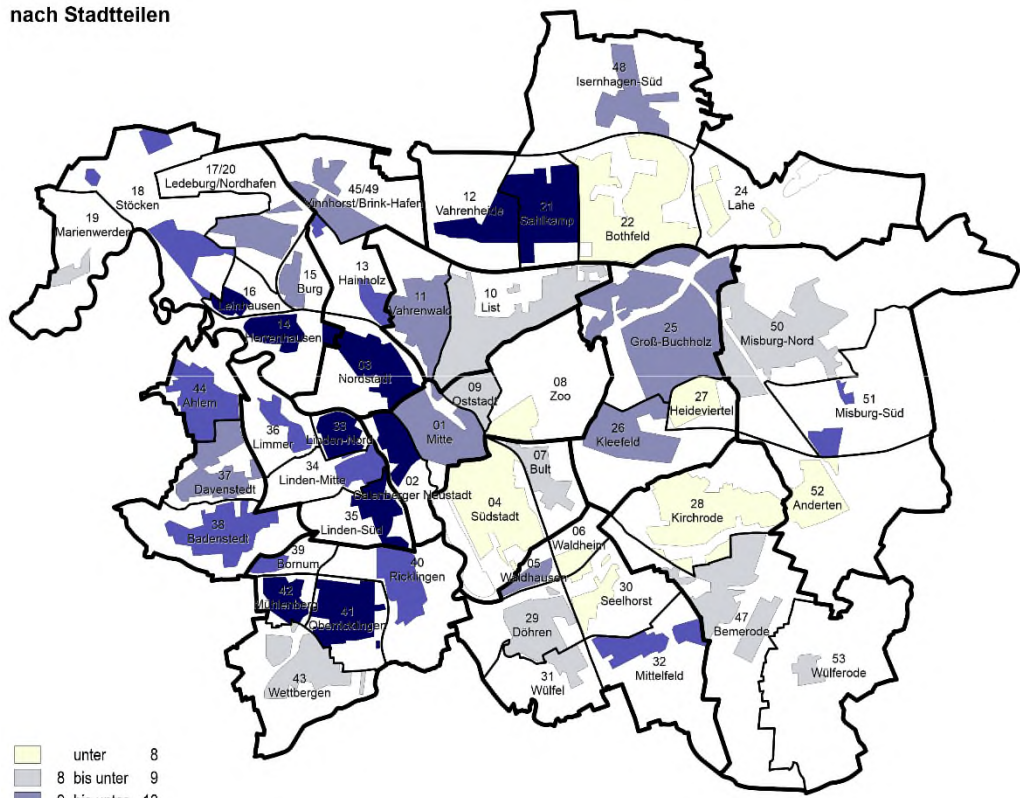 nach Stadtteilen
48
Isernhagen-Süd
17/20
Ledeburg/Nordhafen
18
Stöcken
19
Marienwerder
45/49
Vinnhorst/Brink-Hafen
12
Vahrenheide
21
Sahlkamp
22
Bothfeld
24
Lahe
16
Leinhausen
15
Burg
13
Hainholz
11
Vahrenwald
10
List
25
Groß-Buchholz
50
Misburg-Nord
14
Herrenhausen
03
Nordstadt
09
Oststadt
08
Zoo
27
Heideviertel
51
Misburg-Süd
44
Ahlem
36
Limmer
33
Linden-Nord
01
Mitte
26
Kleefeld
37
Davenstedt
34
Linden-Mitte
02
Calenberger Neustadt
07
Bult
04
Südstadt
28
Kirchrode
52
Anderten
38
Badenstedt
35
Linden-Süd
39
Bornum
40
Ricklingen
06
Waldheim
05
Waldhausen
30
Seelhorst
42
Mühlenberg
41
Oberricklingen
29
Döhren
47
Bemerode
43
Wettbergen
31
Wülfel
32
Mittelfeld
53
Wülferode
unter 8
8 bis unter 9